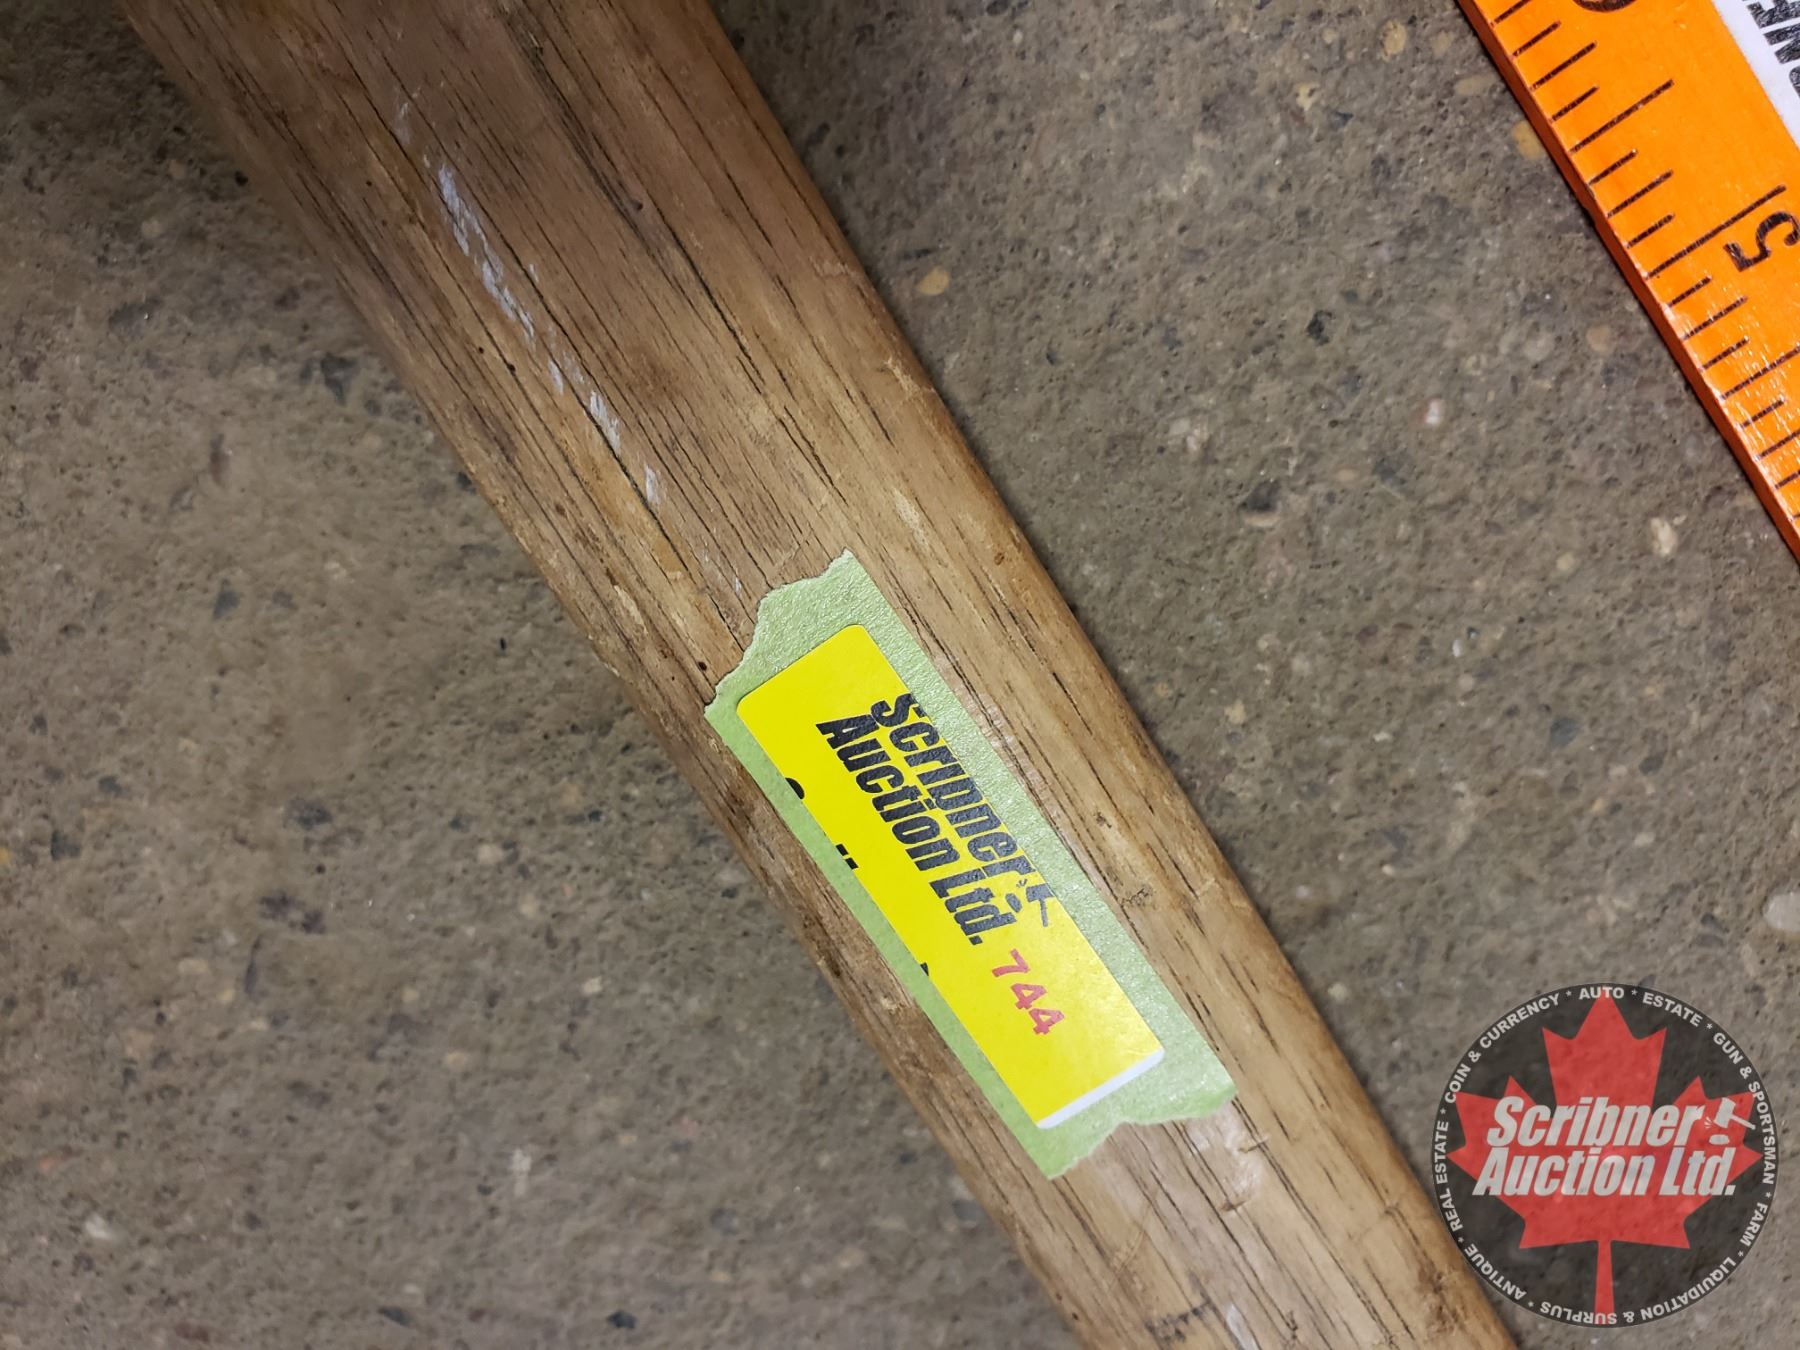 Scribner
Auction Ltd.
744
5
Scribner
Auction Ltd.
* AUTO * ESTATE * GUN & SPORTSMAN * FARM * LIQUIDATION & SURPLUS * ANTIQUE * REAL ESTATE * COIN & CURRENCY